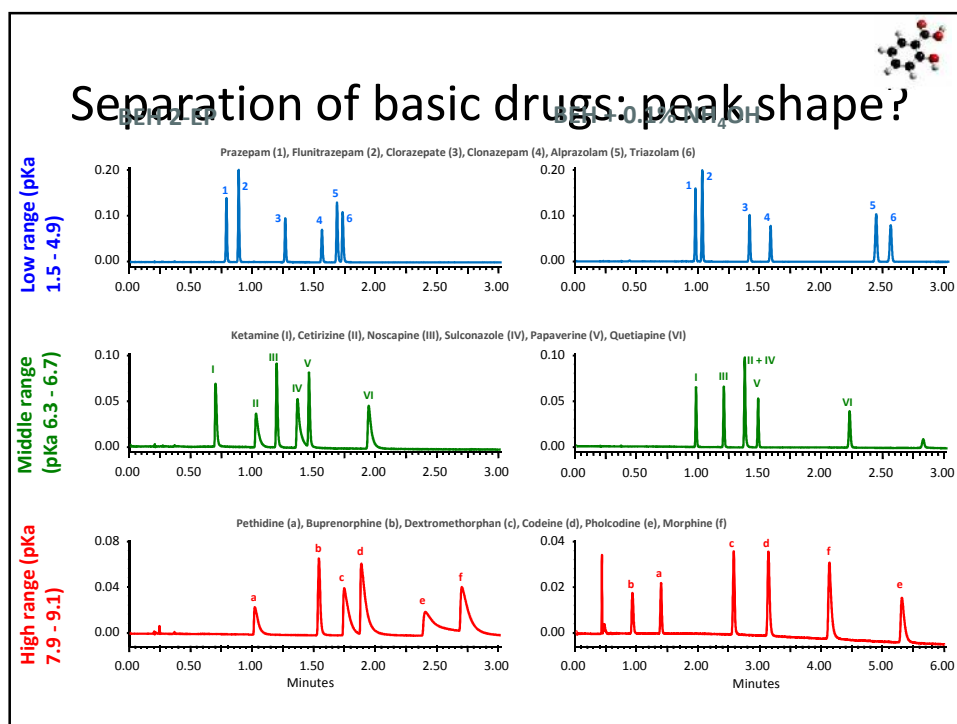 Separation of basic drugs: peak shape?
BEH 2-EP
BEH + 0.1% NH₄OH
Prazepam (1), Flunitrazepam (2), Clorazepate (3), Clonazepam (4), Alprazolam (5), Triazolam (6)
Low range (pKa
1.5 - 4.9)
0.20
0.10
0.00
1
2
3
4
5
6
0.00 0.50 1.00 1.50 2.00 2.50 3.00
1
2
3
4
5
6
0.20
0.10
0.00
0.00 0.50 1.00 1.50 2.00 2.50 3.00
Ketamine (I), Cetirizine (II), Noscapine (III), Sulconazole (IV), Papaverine (V), Quetiapine (VI)
Middle range
(pKa 6.3 - 6.7)
0.10
0.05
0.00
I
II
III
IV
V
VI
0.00 0.50 1.00 1.50 2.00 2.50 3.00
0.10
0.05
0.00
I
III
II + IV
V
VI
0.00 0.50 1.00 1.50 2.00 2.50 3.00
Pethidine (a), Buprenorphine (b), Dextromethorphan (c), Codeine (d), Pholcodine (e), Morphine (f)
High range (pKa
7.9 - 9.1)
0.08
0.04
0.00
a
b
c
d
e
f
0.00 0.50 1.00 1.50 2.00 2.50 3.00
Minutes
0.04
0.02
0.00
b
a
c
d
f
e
0.00 1.00 2.00 3.00 4.00 5.00 6.00
Minutes